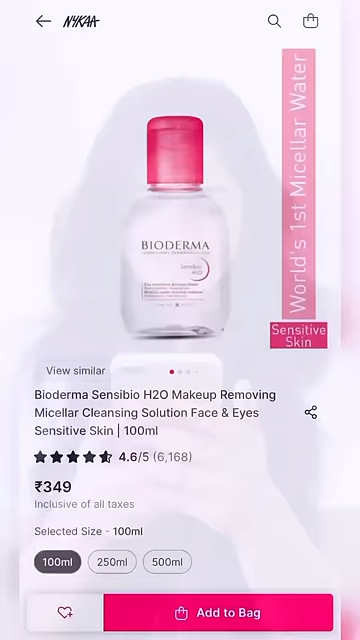 NYKAA
World's 1st Micellar Water
BIODERMA
Sensibio
H2O
Sensitive
Skin
View similar
Bioderma Sensibio H2O Makeup Removing
Micellar Cleansing Solution Face & Eyes
Sensitive Skin | 100ml
4.6/5 (6,168)
₹349
Inclusive of all taxes
Selected Size - 100ml
100ml 250ml 500ml
Add to Bag